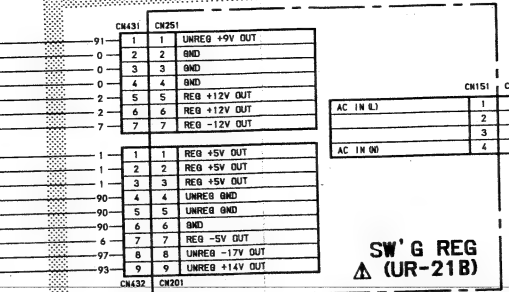 CN431 CN251
91 1 1 UNREG +9V OUT
0 2 2 GND
0 3 3 GND
0 4 4 GND
2 5 5 REG +12V OUT
2 6 6 REG +12V OUT
7 7 7 REG -12V OUT
1 1 1 REG +5V OUT
1 2 2 REG +5V OUT
1 3 3 REG +5V OUT
90 4 4 UNREG GND
90 5 5 UNREG GND
90 6 6 GND
6 7 7 REG -5V OUT
97 8 8 UNREG -17V OUT
93 9 9 UNREG +14V OUT
CN432 CN201
CN151 C
AC IN (L) 1
2
3
AC IN (N) 4
SW'G REG
⚠ (UR-21B)